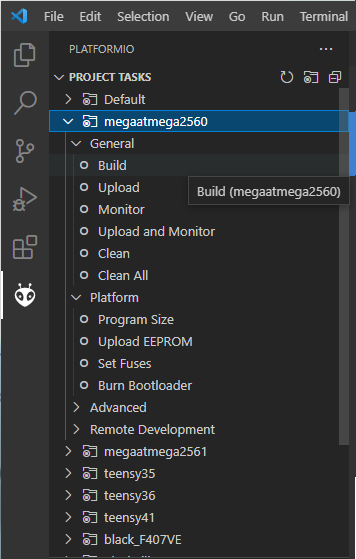 File Edit Go Run Terminal
PLATFORMIO
PROJECT TASKS
Default
megaatmega2560
General
Build
Upload
Build (megaatmega2560)
Monitor
Upload and Monitor
Clean
Clean All
Platform
Program Size
Upload EEPROM
Set Fuses
Burn Bootloader
Advanced
Remote Development
megaatmega2561
teensy35
teensy36
teensy41
black_F407VE